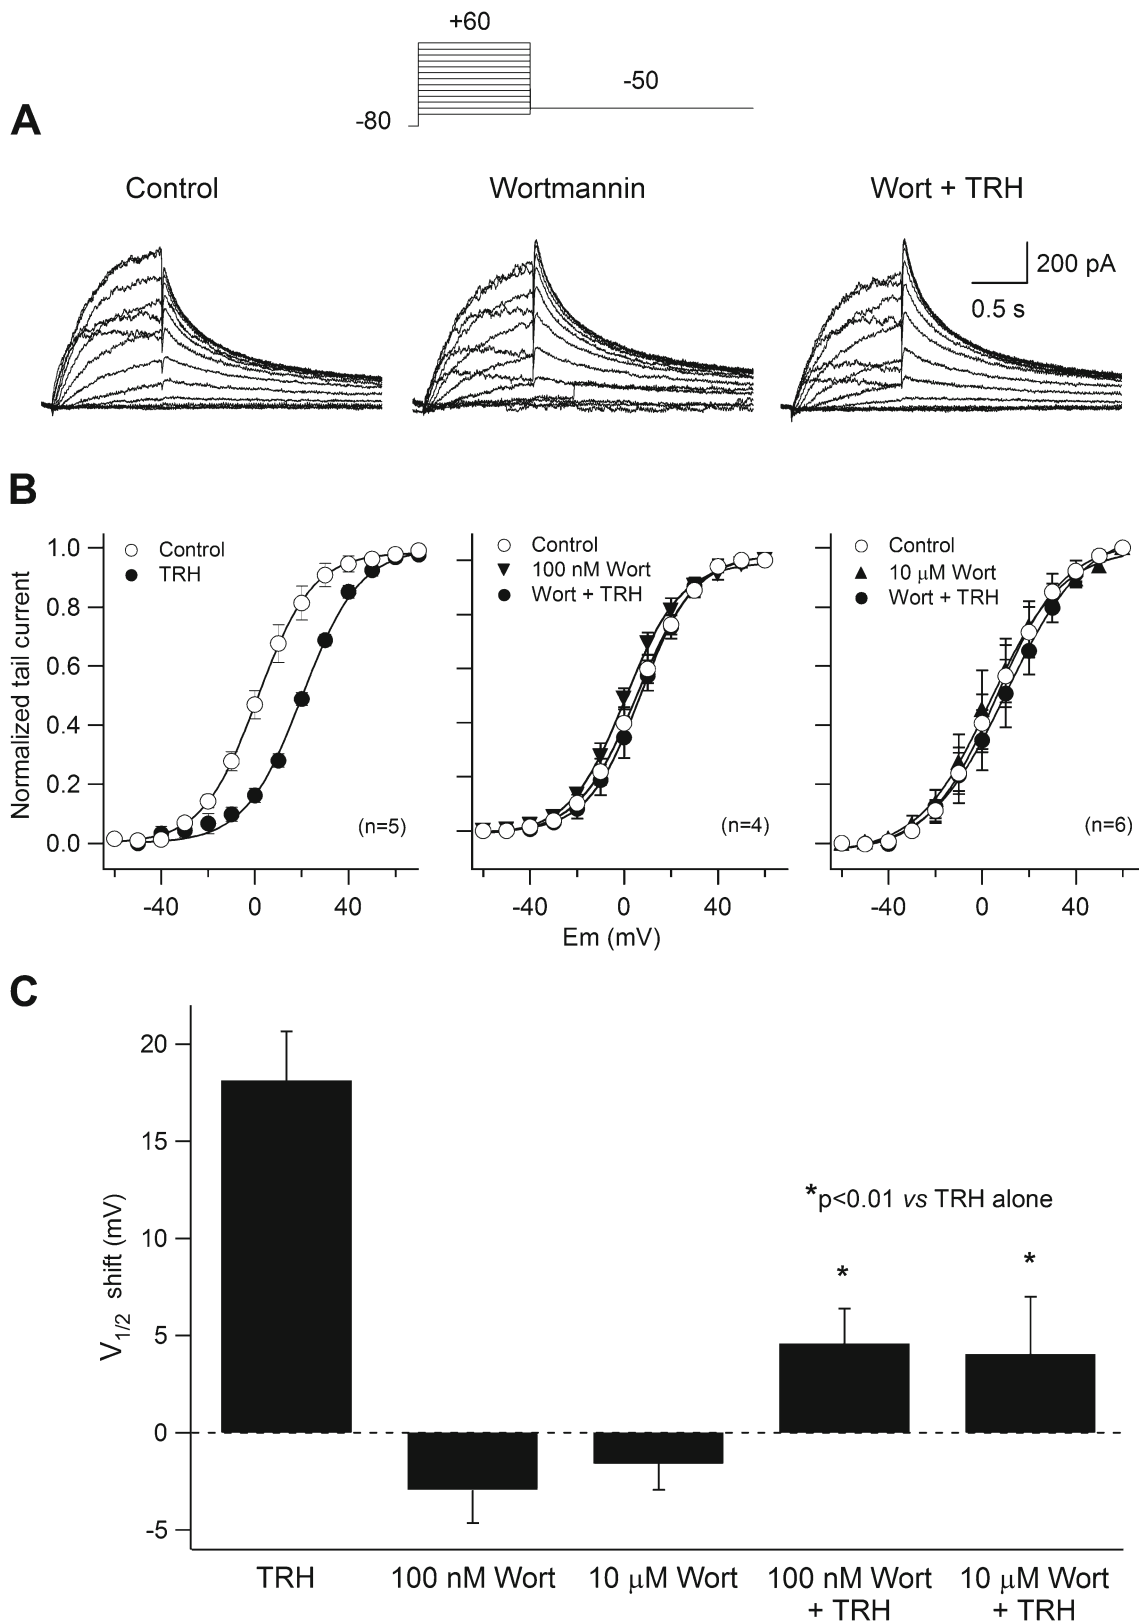 +60
-50
-80
A
Control
Wortmannin
Wort + TRH
200 pA
0.5 s
B
Normalized tail current
1.0
0.8
0.6
0.4
0.2
0.0
Control
TRH
(n=5)
-40
0
40
Control
100 nM Wort
Wort + TRH
(n=4)
-40
0
40
Em (mV)
Control
10 μM Wort
Wort + TRH
(n=6)
-40
0
40
C
V1/2 shift (mV)
20
15
10
5
0
-5
*p<0.01 vs TRH alone
*
*
TRH
100 nM Wort
10 μM Wort
100 nM Wort
+ TRH
10 μM Wort
+ TRH